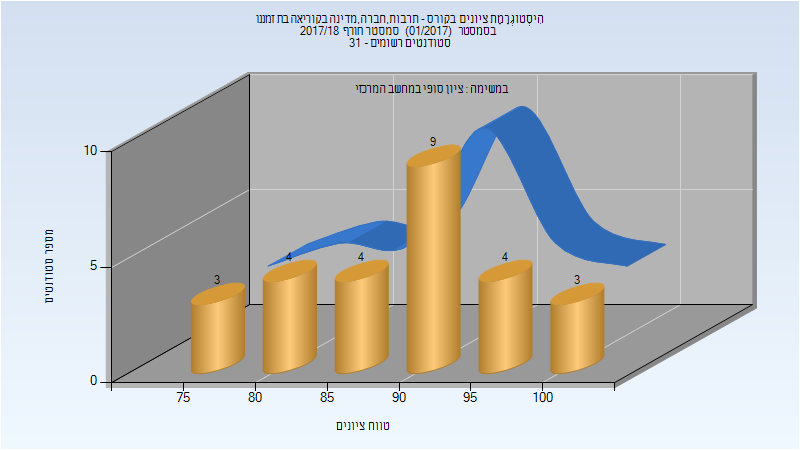 היסטוגרמת ציונים בקורס - תרבות,חברה,מדינה בקוריאה בת זמננו
בסמסטר (01/2017) סמסטר חורף 2017/18
סטודנטים רשומים - 31
במשימה : ציון סופי במחשב המרכזי
מספר סטודנטים
10
5
0
3
4
4
9
4
3
75
80
85
90
95
100
טווח ציונים